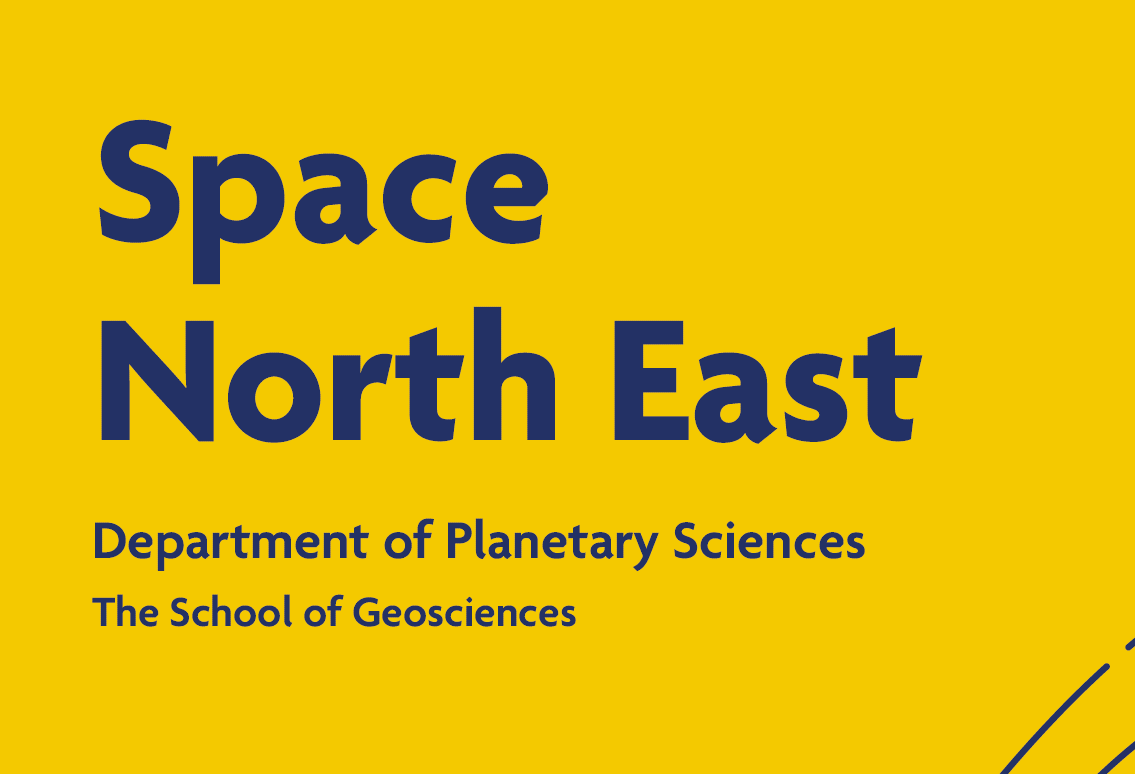 Space
North East
Department of Planetary Sciences
The School of Geosciences